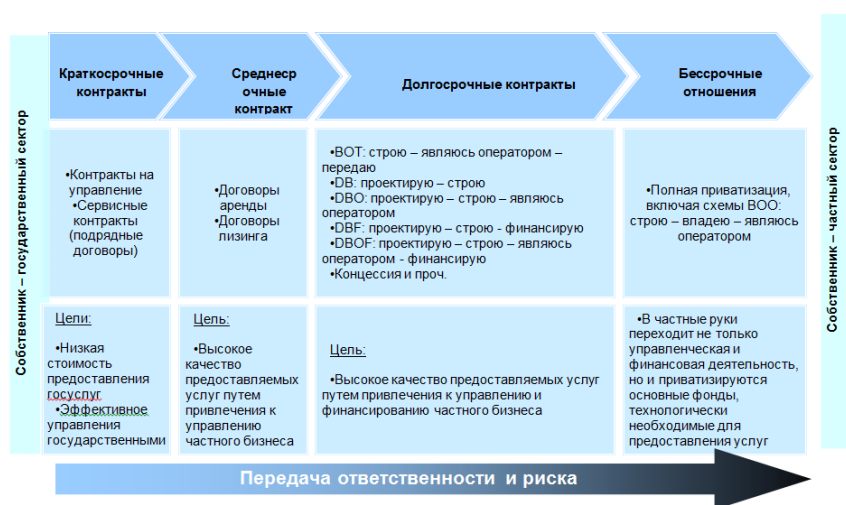 Собственник – государственный сектор
Краткосрочные
контракты
Среднеср
очные
контракт
Долгосрочные контракты
Бессрочные
отношения
•Контракты на
управление
•Сервисные
контракты
(подрядные
договоры)
•Договоры
аренды
•Договоры
лизинга
•BOT: строю – являюсь оператором –
передаю
•DB: проектирую – строю
•DBO: проектирую – строю – являюсь
оператором
•DBF: проектирую – строю - финансирую
•DBOF: проектирую – строю – являюсь
оператором - финансирую
•Концессия и проч.
•Полная приватизация,
включая схемы BOO:
строю – владею – являюсь
оператором
Цели:
•Низкая
стоимость
предоставления
госуслуг
•Эффективное
управления
государственными
Цель:
•Высокое
качество
предоставляемых
услуг путем
привлечения к
управлению
частного бизнеса
Цель:
•Высокое качество предоставляемых услуг
путем привлечения к управлению и
финансированию частного бизнеса
•В частные руки
переходит не только
управленческая и
финансовая деятельность,
но и приватизируются
основные фонды,
технологически
необходимые для
предоставления услуг
Собственник – частный сектор
Передача ответственности и риска